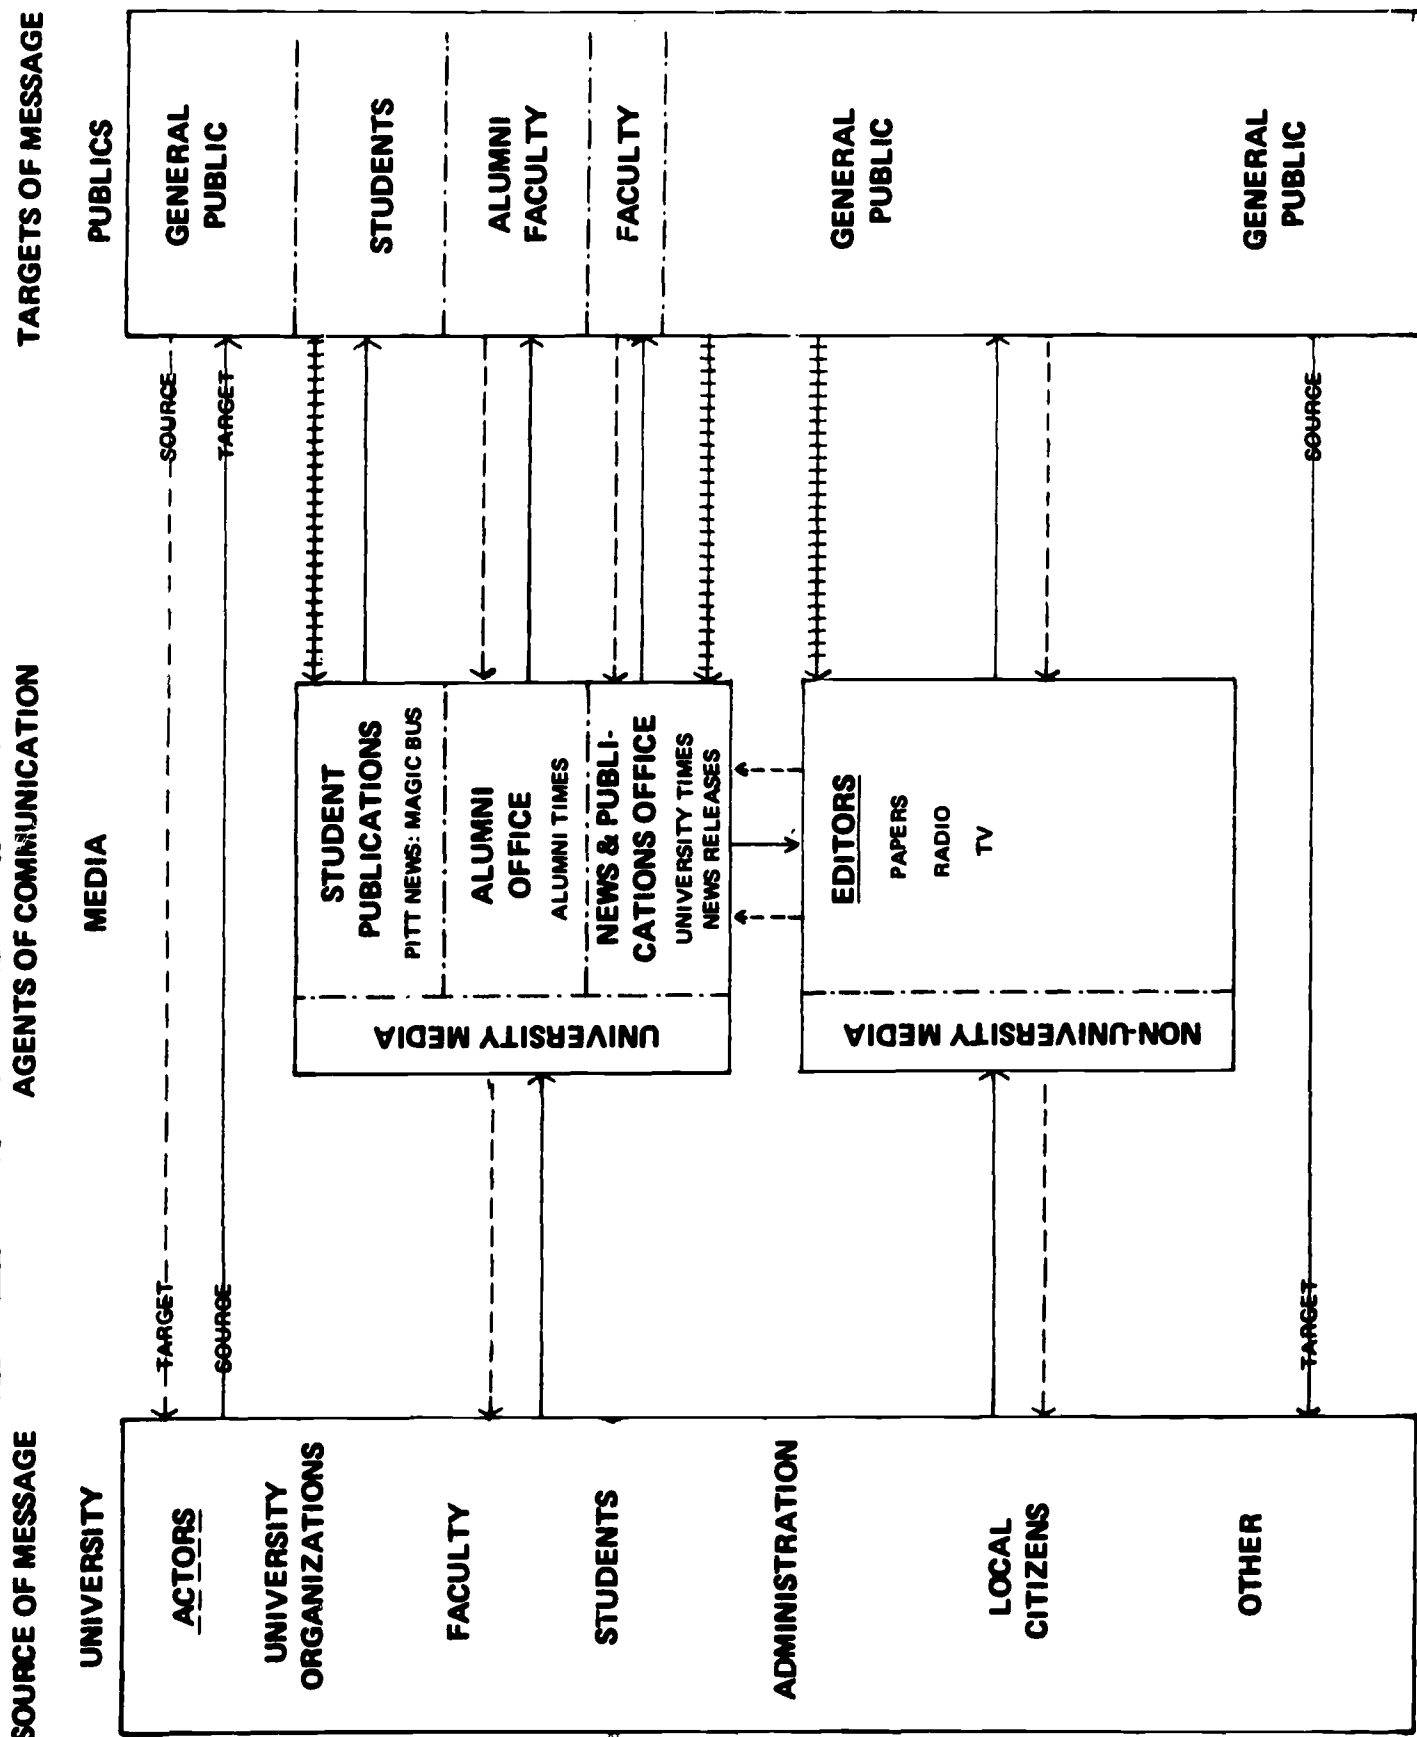 SOURCE OF MESSAGE
AGENTS OF COMMUNICATION
TARGETS OF MESSAGE
UNIVERSITY
MEDIA
PUBLICS
ACTORS
UNIVERSITY
ORGANIZATIONS
FACULTY
STUDENTS
ADMINISTRATION
LOCAL
CITIZENS
OTHER
TARGET
SOURCE
SOURCE
TARGET
UNIVERSITY MEDIA
STUDENT
PUBLICATIONS
PITT NEWS: MAGIC BUS
ALUMNI
OFFICE
ALUMNI TIMES
NEWS & PUBLI-
CATIONS OFFICE
UNIVERSITY TIMES
NEWS RELEASES
NON-UNIVERSITY MEDIA
EDITORS
PAPERS
RADIO
TV
TARGET
SOURCE
GENERAL
PUBLIC
STUDENTS
ALUMNI
FACULTY
FACULTY
GENERAL
PUBLIC
GENERAL
PUBLIC